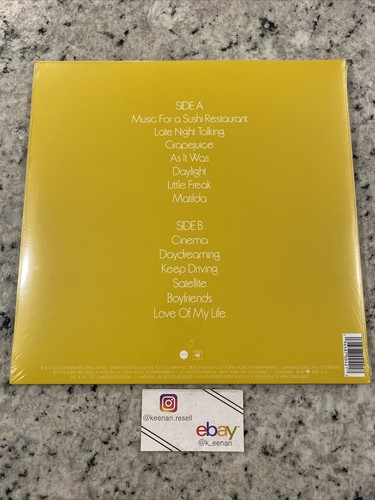 SIDE A
Music For a Sushi Restaurant
Late Night Talking
Grapejuice
As It Was
Daylight
Little Freak
Matilda
SIDE B
Cinema
Daydreaming
Keep Driving
Satellite
Boyfriends
Love Of My Life
@keenan.resell
ebay
@k_eenan